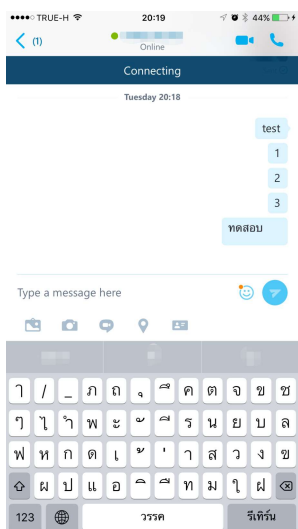 ●●●●○ TRUE-H 20:19 44%
(1)
Online
Connecting
Tuesday 20:18
test
1
2
3
ทดสอบ
Type a message here
ๅ / _ ภ ถ ุ ึ ค ต จ ข ช
ๆ ไ ำ พ ะ ั ี ร น ย บ ล
ฟ ห ก ด เ ้ ่ า ส ว ง ฃ
ผ ป แ อ ิ ื ท ม ใ ฝ
123 วรรค รีเทิร์น